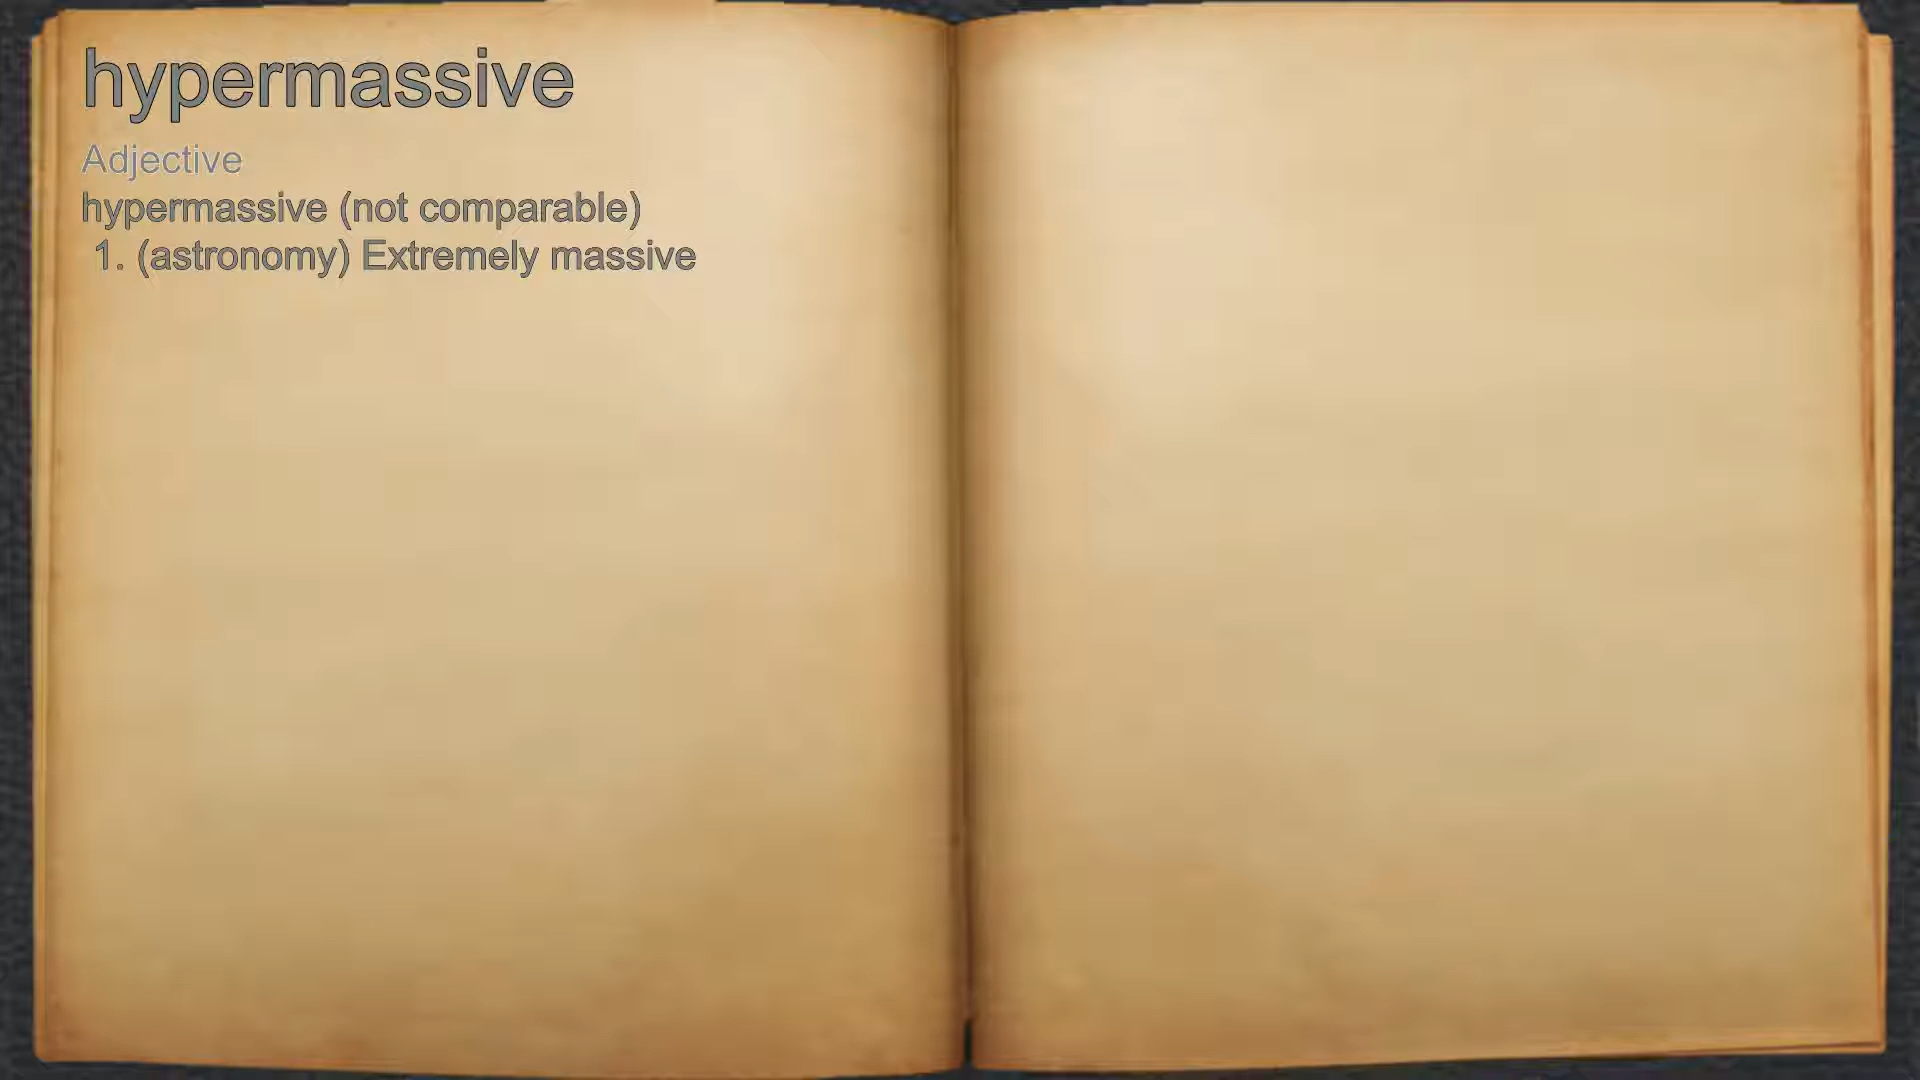 hypermassive
Adjective
hypermassive (not comparable)
1. (astronomy) Extremely massive